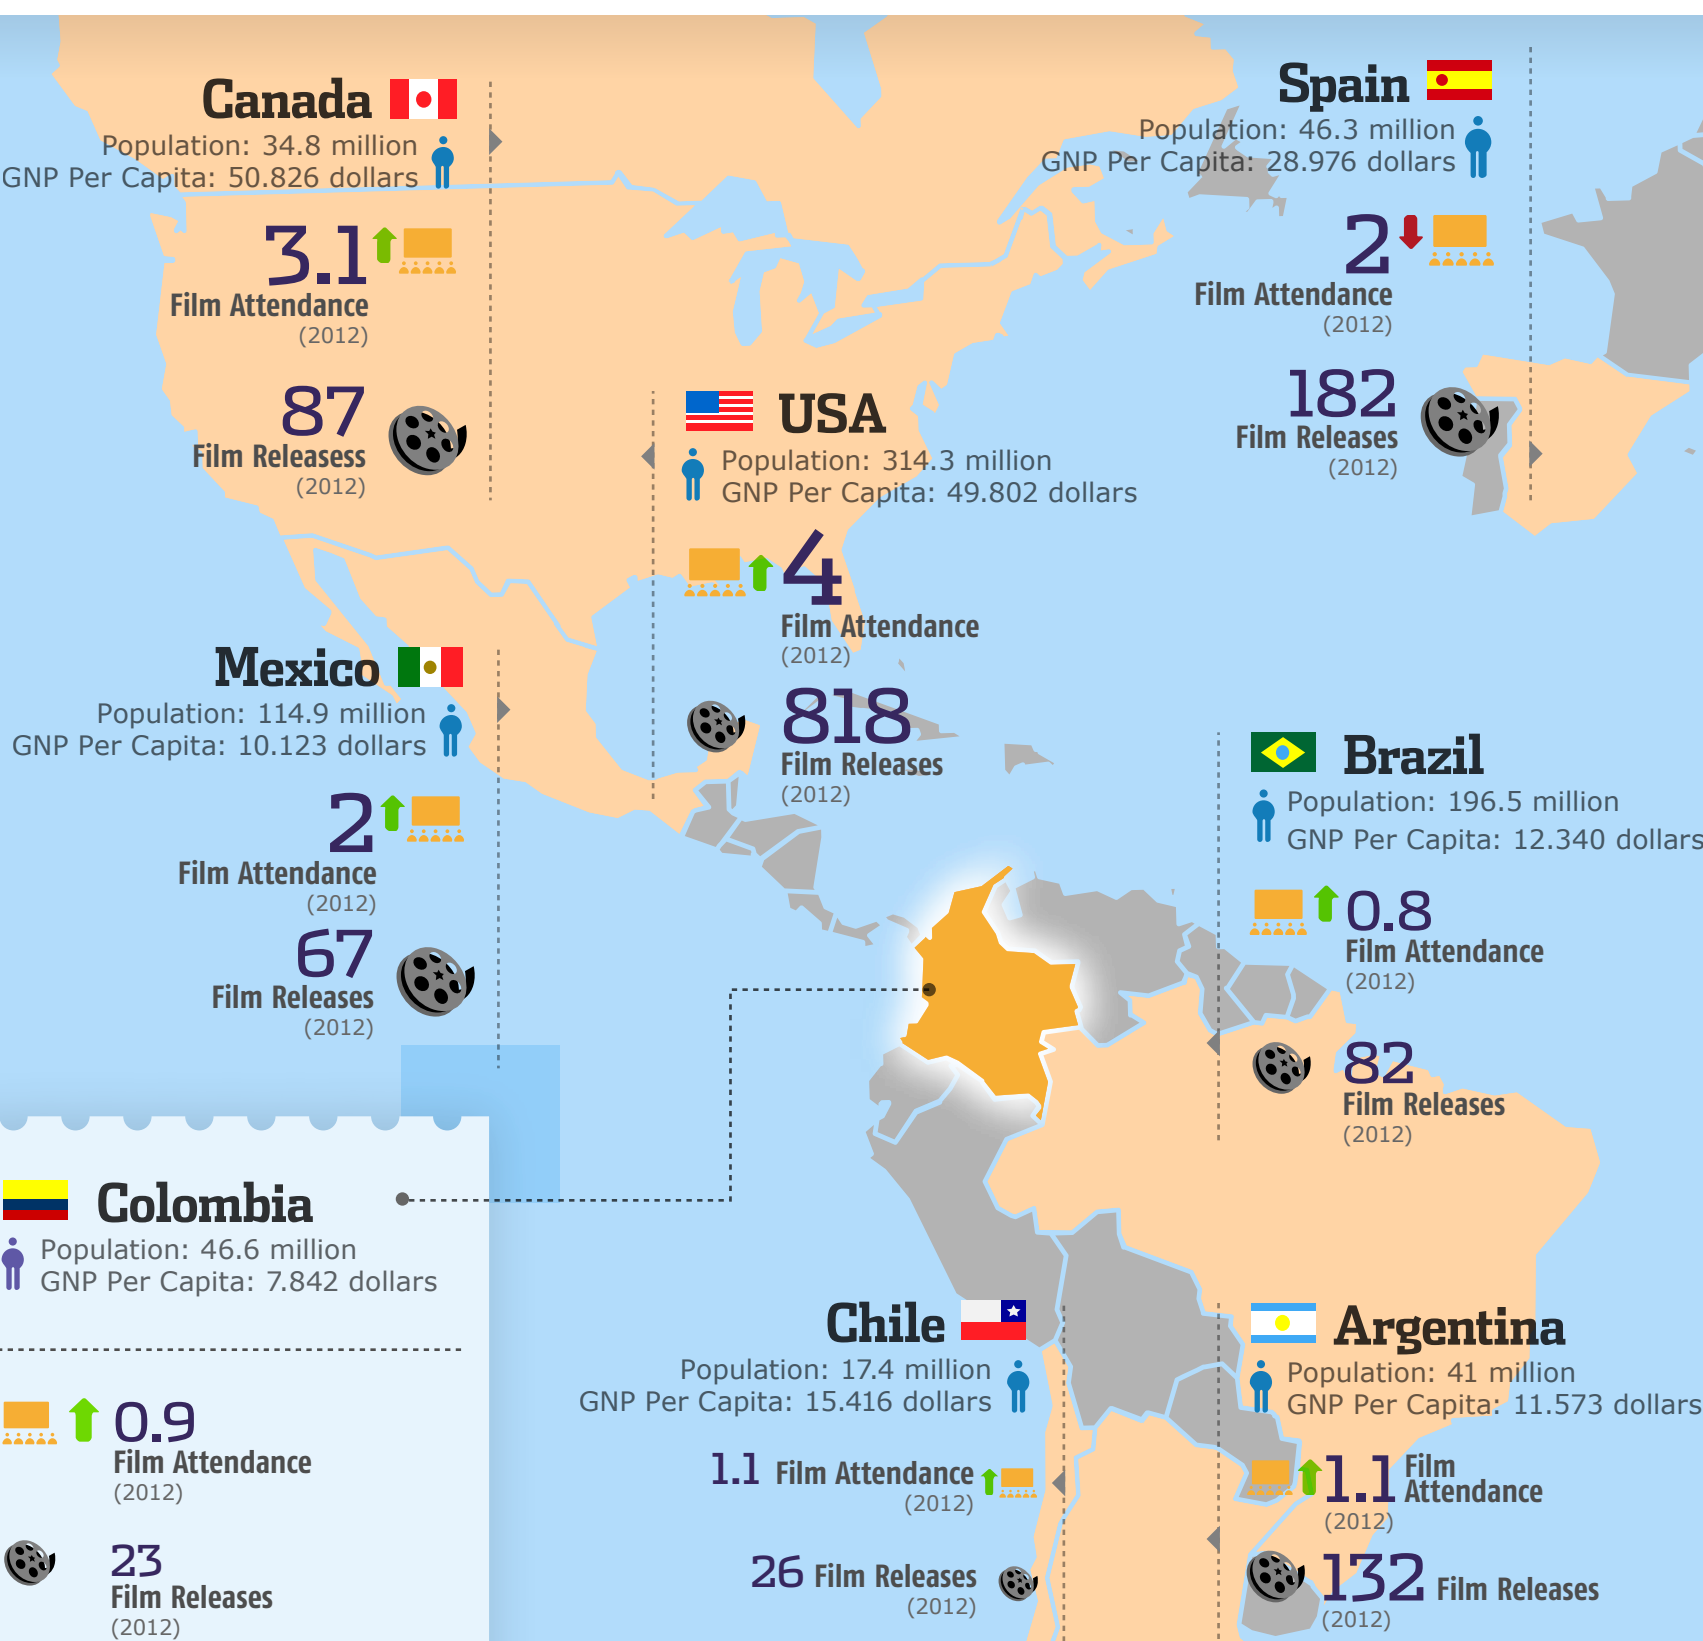 Canada
Population: 34.8 million
GNP Per Capita: 50.826 dollars
3.1
Film Attendance
(2012)
87
Film Releasess
(2012)
Spain
Population: 46.3 million
GNP Per Capita: 28.976 dollars
2
Film Attendance
(2012)
182
Film Releases
(2012)
USA
Population: 314.3 million
GNP Per Capita: 49.802 dollars
4
Film Attendance
(2012)
818
Film Releases
(2012)
Mexico
Population: 114.9 million
GNP Per Capita: 10.123 dollars
2
Film Attendance
(2012)
67
Film Releases
(2012)
Brazil
Population: 196.5 million
GNP Per Capita: 12.340 dollars
0.8
Film Attendance
(2012)
82
Film Releases
(2012)
Colombia
Population: 46.6 million
GNP Per Capita: 7.842 dollars
0.9
Film Attendance
(2012)
23
Film Releases
(2012)
Chile
Population: 17.4 million
GNP Per Capita: 15.416 dollars
1.1 Film Attendance
(2012)
26 Film Releases
(2012)
Argentina
Population: 41 million
GNP Per Capita: 11.573 dollars
1.1 Film
Attendance
(2012)
132 Film Releases
(2012)